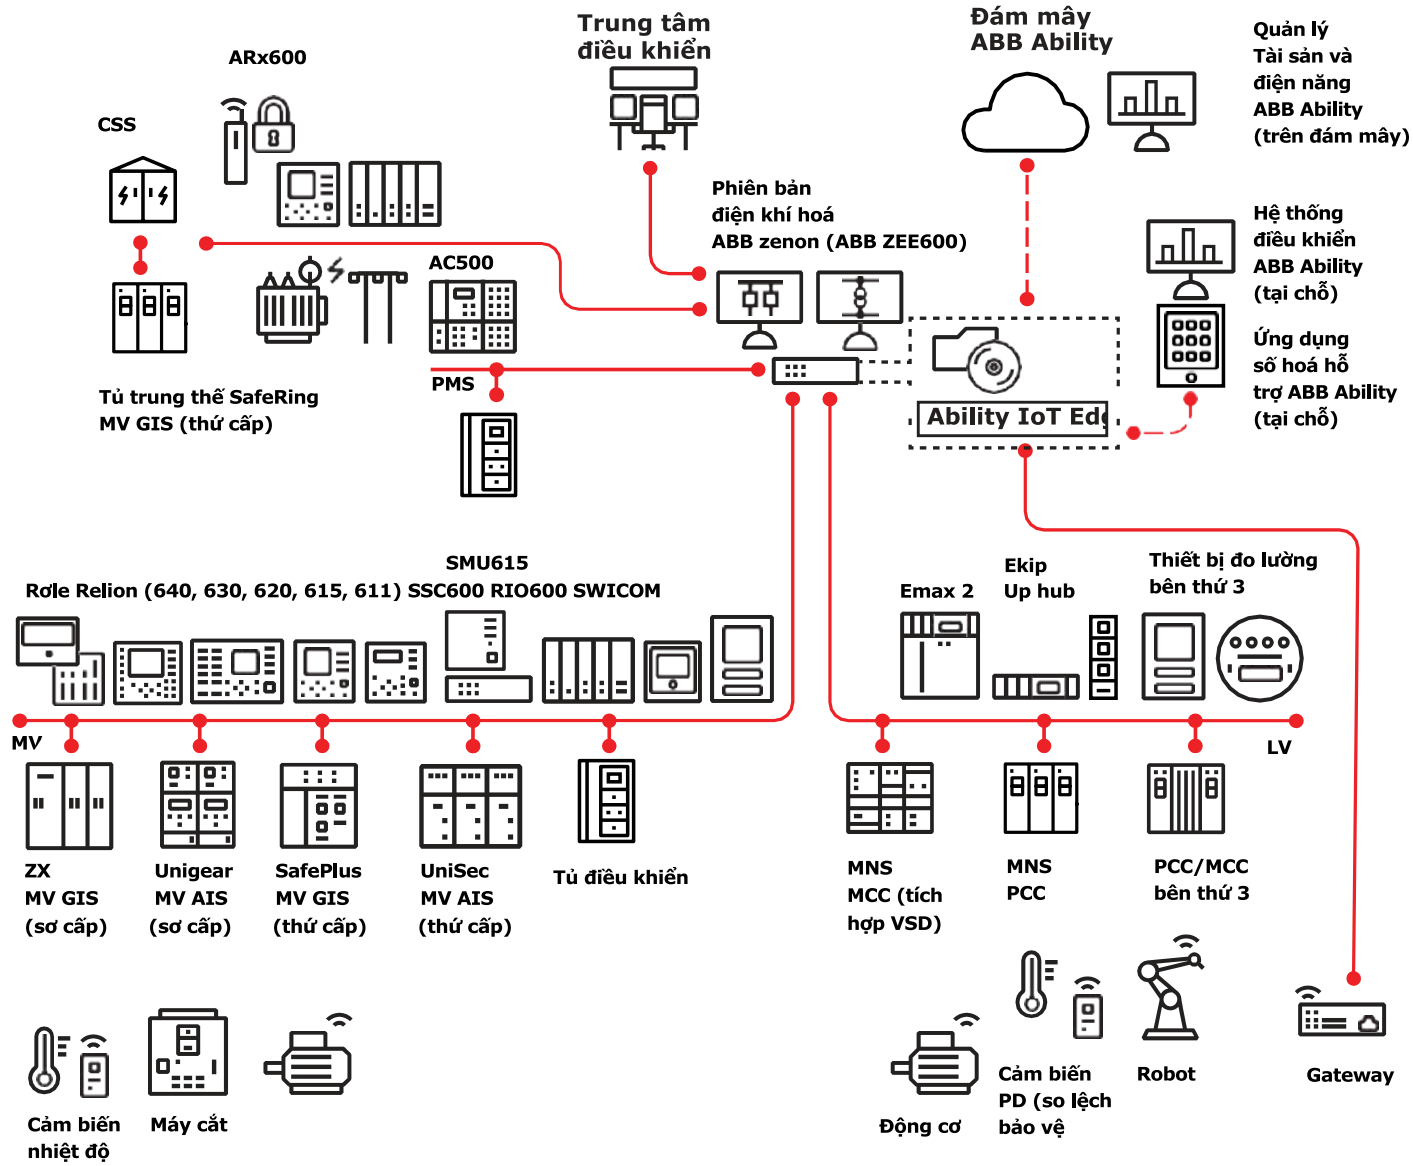 Trung tâm
điều khiển
Đám mây
ABB Ability
Quản lý
Tài sản và
điện năng
ABB Ability
(trên đám mây)
ARx600
CSS
Phiên bản
điện khí hoá
ABB zenon (ABB ZEE600)
Hệ thống
điều khiển
ABB Ability
(tại chỗ)
AC500
Ứng dụng
số hoá hỗ
trợ ABB Ability
(tại chỗ)
PMS
Tủ trung thế SafeRing
MV GIS (thứ cấp)
Ability IoT Edg
SMU615
Rơle Relion (640, 630, 620, 615, 611) SSC600 RIO600 SWICOM
Emax 2
Ekip
Up hub
Thiết bị đo lường
bên thứ 3
MV
LV
ZX
MV GIS
(sơ cấp)
Unigear
MV AIS
(sơ cấp)
SafePlus
MV GIS
(thứ cấp)
UniSec
MV AIS
(thứ cấp)
Tủ điều khiển
MNS
MCC (tích
hợp VSD)
MNS
PCC
PCC/MCC
bên thứ 3
Cảm biến
nhiệt độ
Máy cắt
Động cơ
Cảm biến
PD (so lệch
bảo vệ
Robot
Gateway